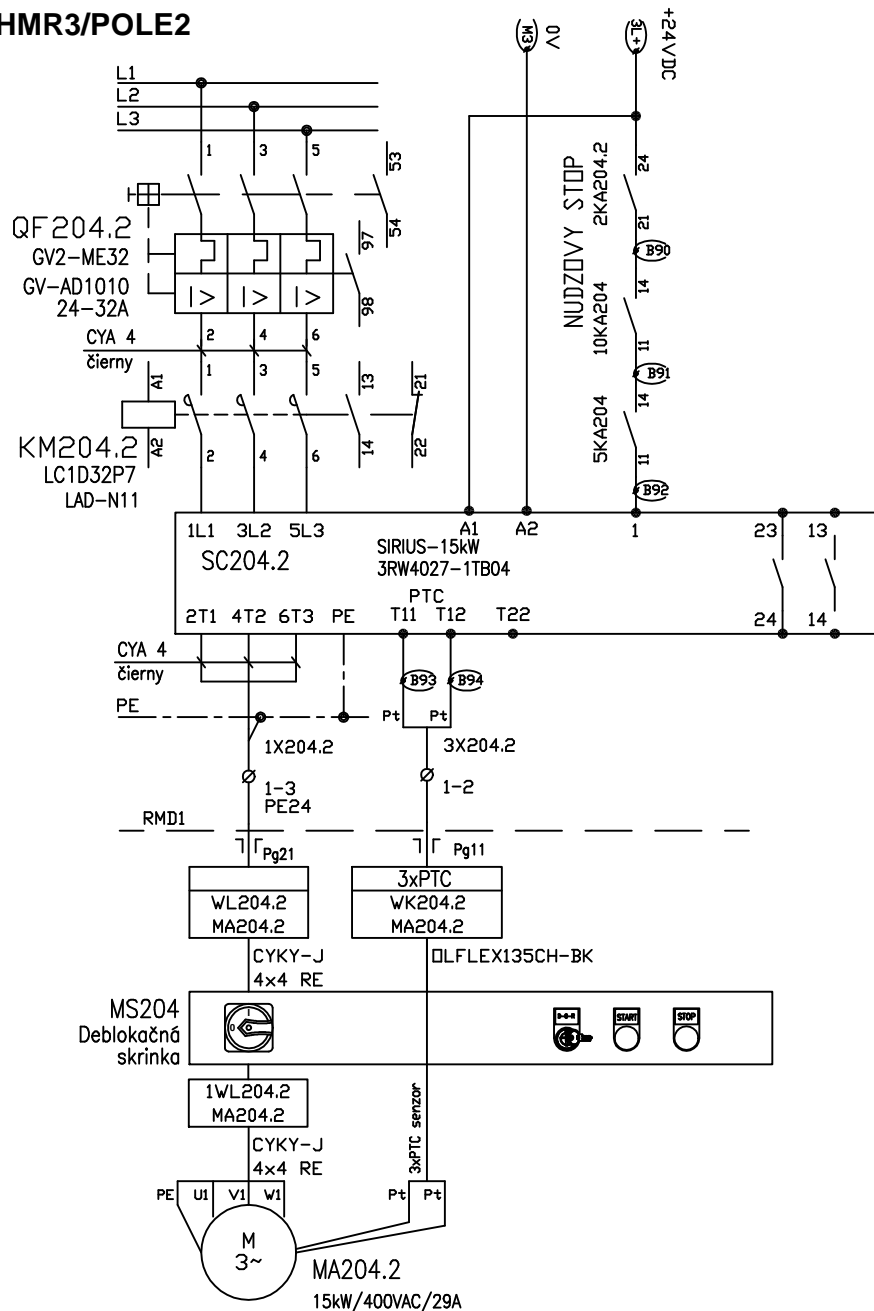 HMR3/POLE2
M3
0V
3L+
+24VDC
L1
L2
L3
1
3
5
53
54
QF204.2
GV2-ME32
GV-AD1010
24-32A
97
98
I >
I >
I >
2
4
6
CYA 4
čierny
NUDZOVY STOP
2KA204.2
24
21
B90
10KA204
14
11
B91
5KA204
14
11
B92
A1
A2
1
3
5
13
14
21
22
KM204.2
LC1D32P7
LAD-N11
2
4
6
1L1
3L2
5L3
A1
A2
1
23
13
SC204.2
SIRIUS-15kW
3RW4027-1TB04
PTC
2T1
4T2
6T3
PE
T11
T12
T22
24
14
CYA 4
čierny
B93
B94
PE
Pt
Pt
1X204.2
3X204.2
1-3
PE24
1-2
RMD1
Pg21
Pg11
3xPTC
WL204.2
MA204.2
WK204.2
MA204.2
CYKY-J
4x4 RE
OLFLEX135CH-BK
MS204
Deblokačná
skrinka
0
I
START
STOP
1WL204.2
MA204.2
3xPTC senzor
CYKY-J
4x4 RE
PE
U1
V1
W1
Pt
Pt
M
3~
MA204.2
15kW/400VAC/29A